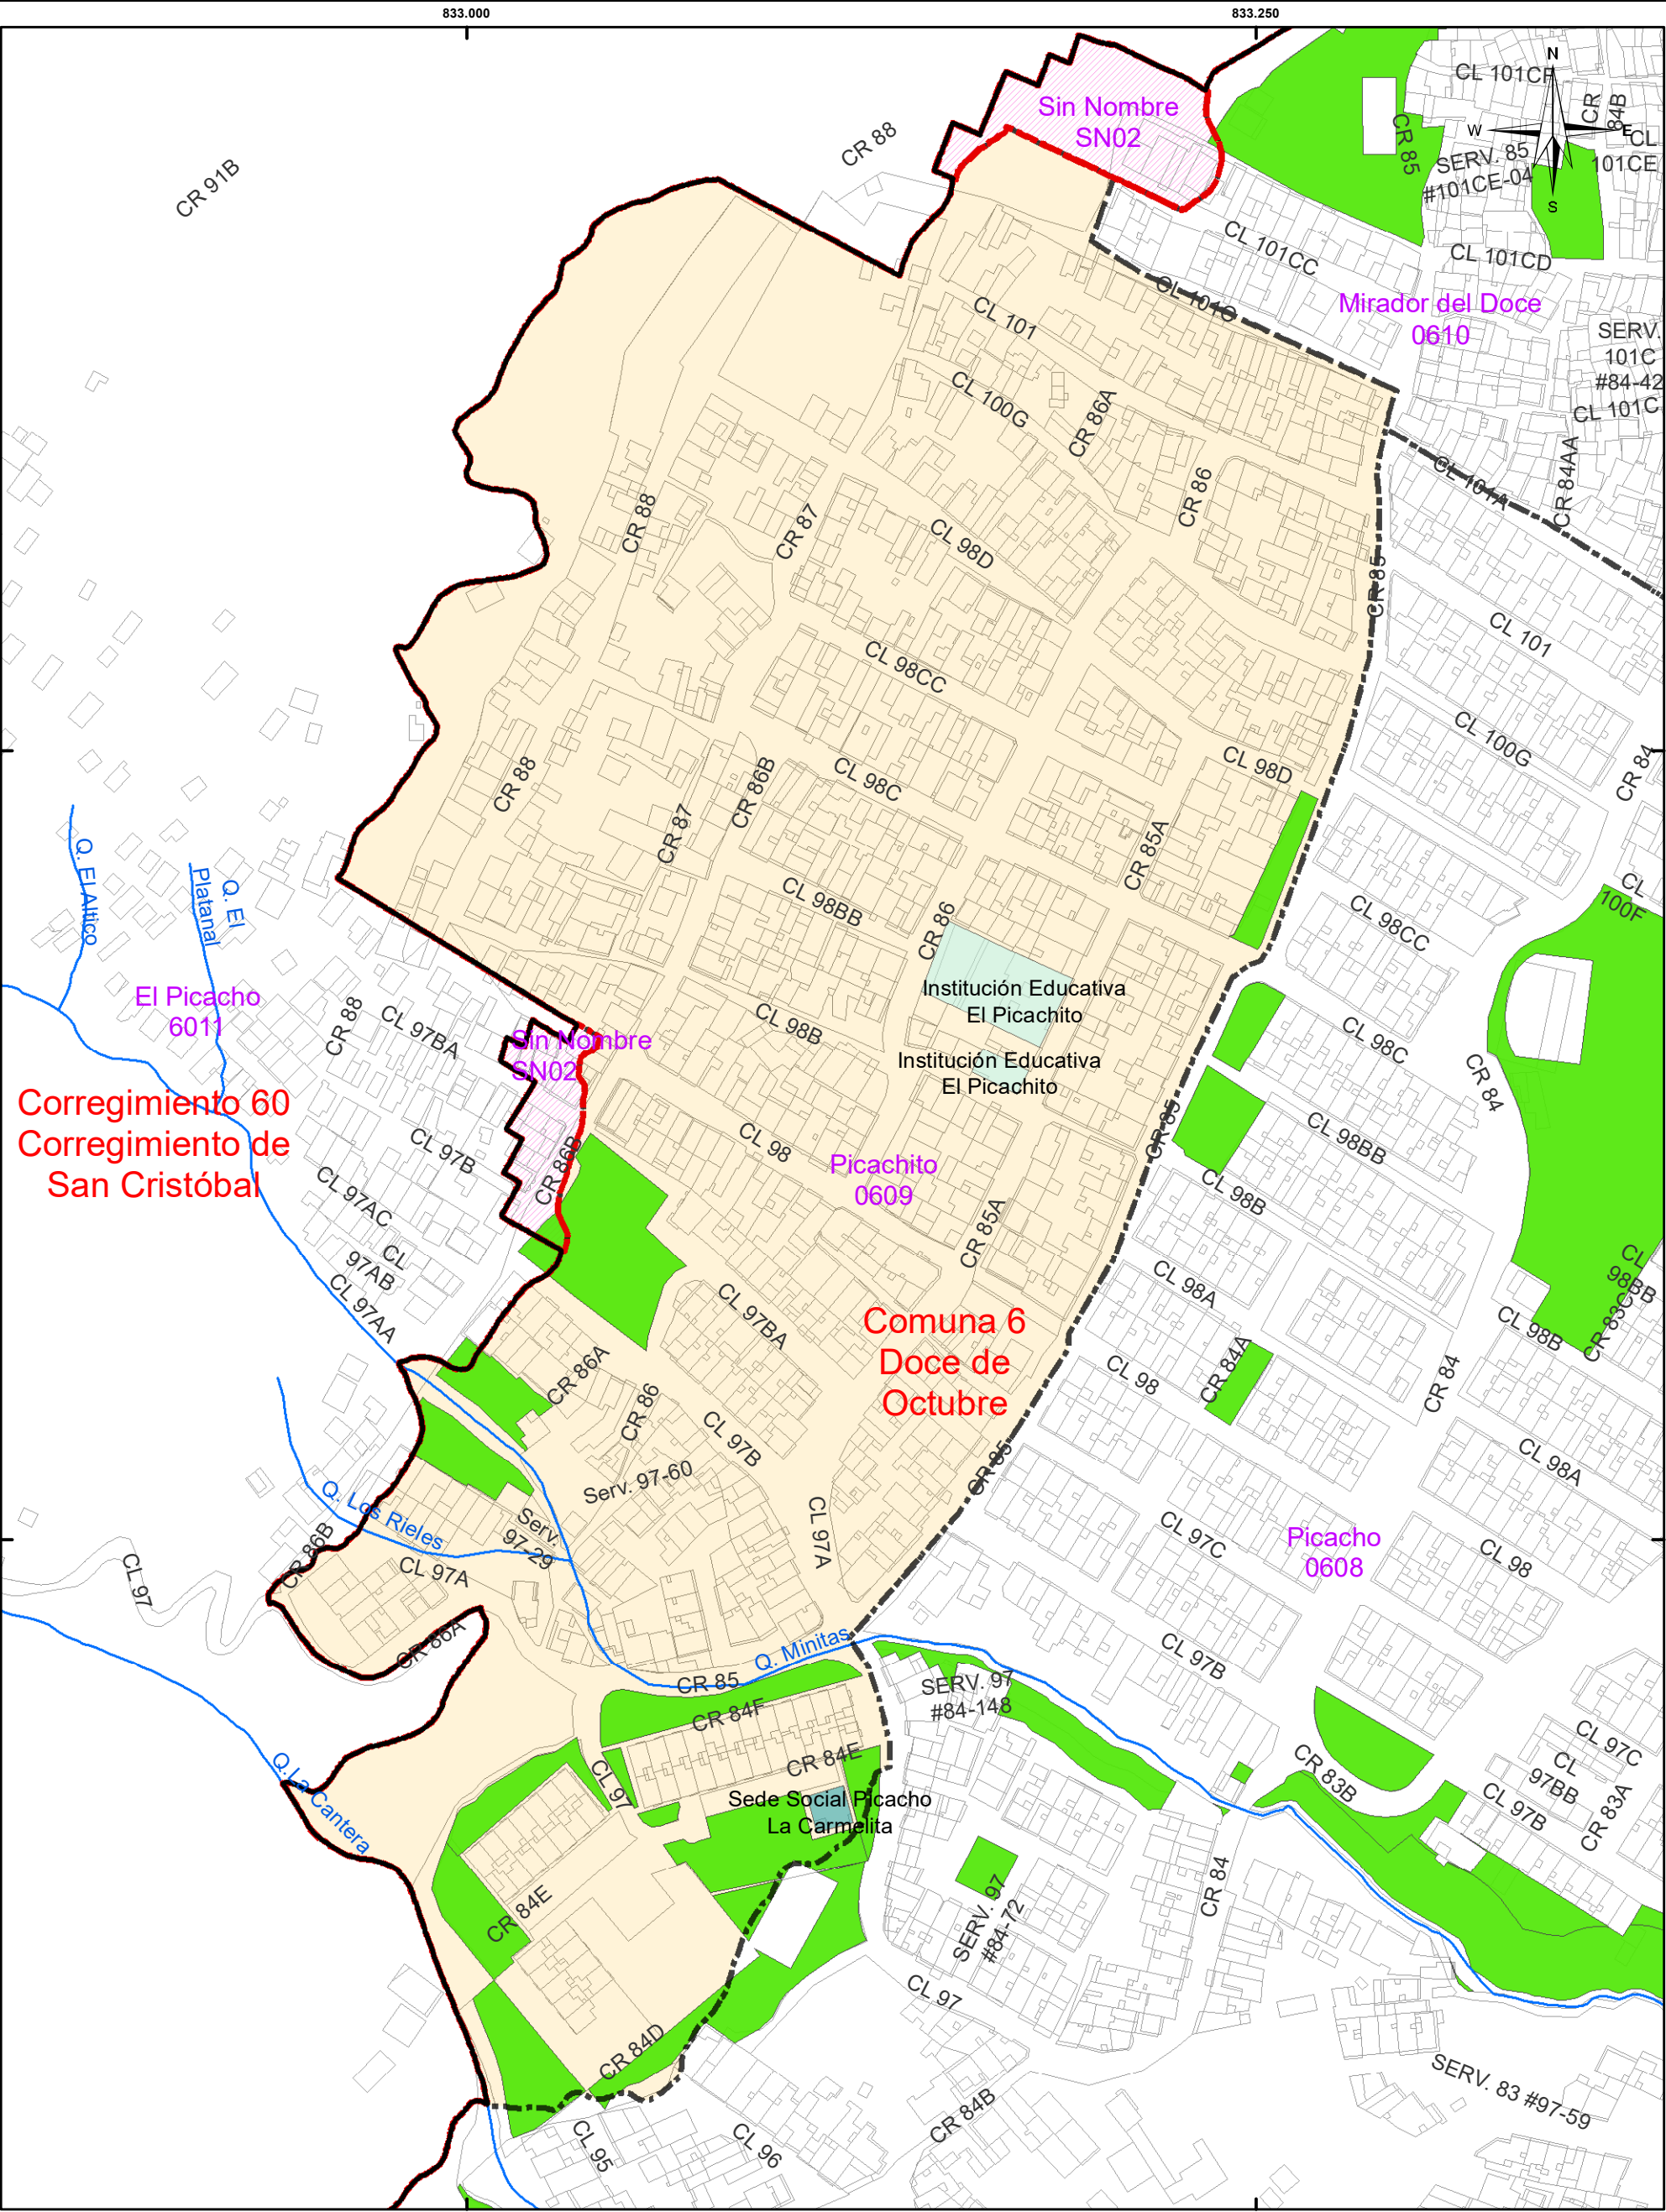 833.000
833.250
N
W
E
S
CL 101CF
CR
84B
CL
101CE
CR 85
SERV. 85
#101CE-04
CL 101CD
Sin Nombre
SN02
CR 88
CR 91B
CL 101CC
CL 101C
Mirador del Doce
0610
SERV.
101C
#84-42
CL 101C
CL 101
CL 100G
CR 86A
CR 86
CR 84AA
CL 101A
CR 88
CR 87
CL 98D
CR 85
CL 101
CL 98CC
CL 100G
CR 84
CL 98D
CL 98C
CR 86B
CR 88
CR 87
CR 85A
CL
100F
CL 98BB
CR 86
CL 98CC
Q. El Altico
Q. El
Platanal
El Picacho
6011
CR 88
CL 97BA
Sin Nombre
SN02
CL 98B
Institución Educativa
El Picachito
Institución Educativa
El Picachito
CL 98C
CR 84
Corregimiento 60
Corregimiento de
San Cristóbal
CL 97B
CR 86B
CL 98
Picachito
0609
CR 85
CL 98BB
CL 98B
CL 97AC
CL
97AB
CL 97AA
CR 85A
CL 98A
CL
98BB
CR 83C
CL 98B
CL 97BA
Comuna 6
Doce de
Octubre
CR 86A
CR 86
CL 97B
CL 98
CR 84A
CR 84
CL 98A
Serv. 97-60
CR 85
Q. Los Rieles
Serv.
97-29
CL 97A
CL 97C
Picacho
0608
CL 98
CR 86B
CL 97
CL 97A
CR 86A
Q. Minitas
CL 97B
CR 85
SERV. 97
#84-148
CR 84F
CR 84E
CL 97
CL 97C
CL
97BB
CR 83B
CL 97B
CR 83A
Q.La Cantera
Sede Social Picacho
La Carmelita
CR 84
CR 84E
SERV. 97
#84-72
CL 97
CR 84D
SERV. 83 #97-59
CR 84B
CL 95
CL 96